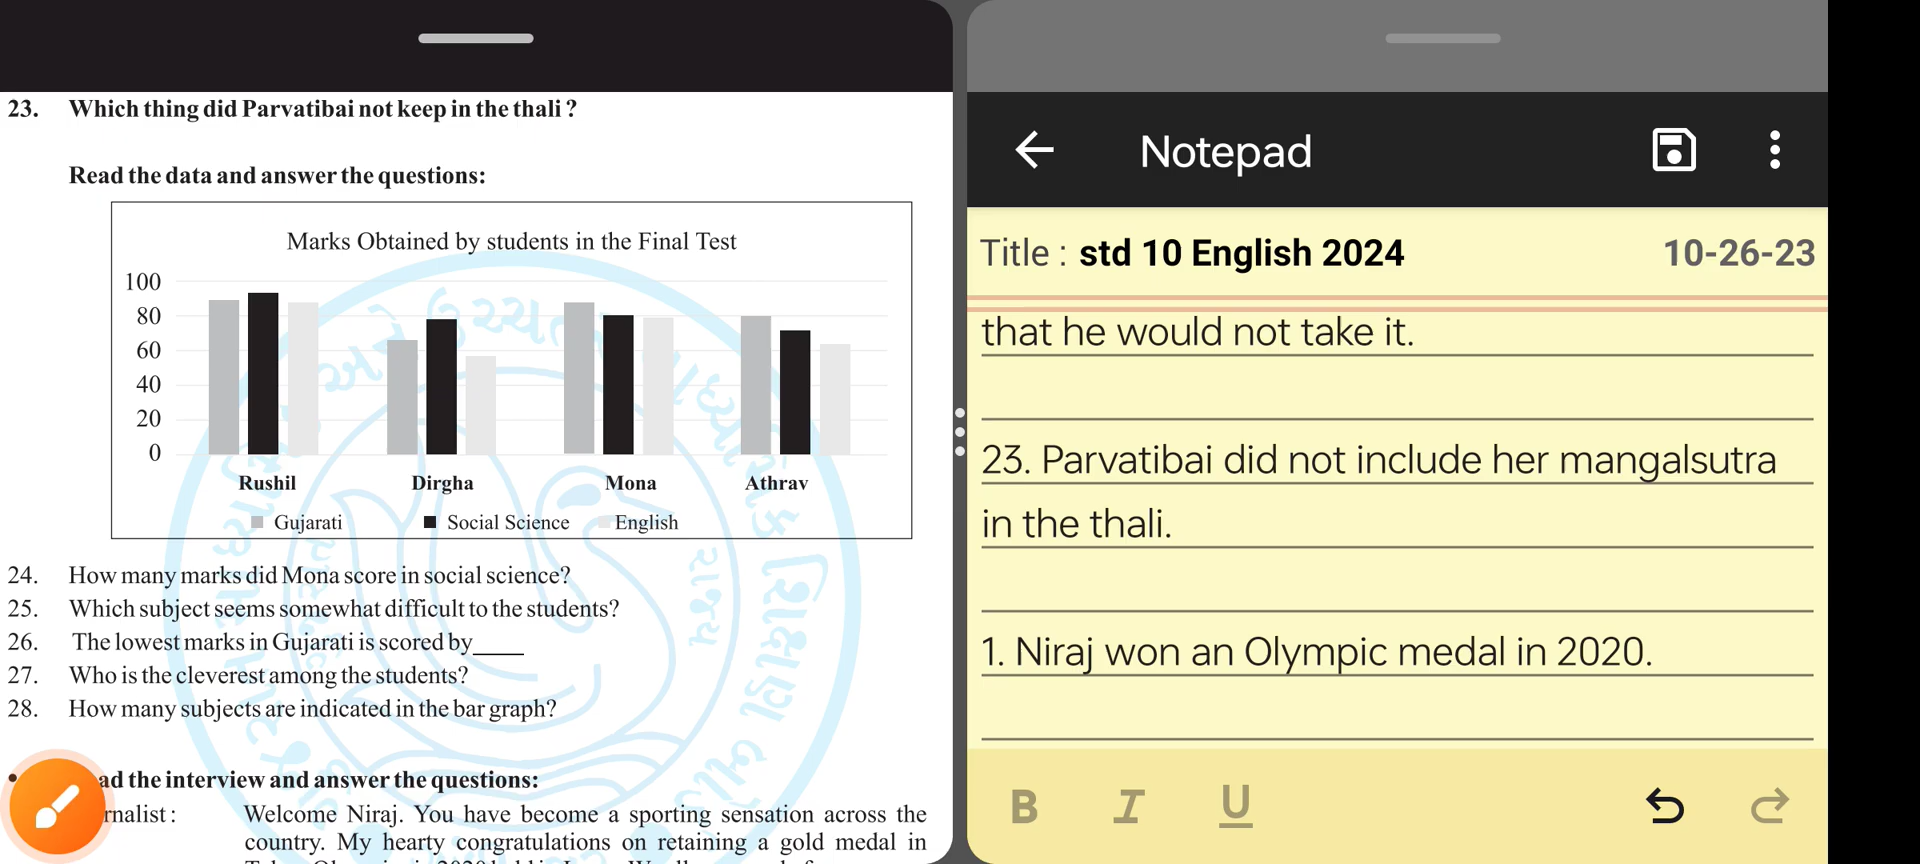 23. Which thing did Parvatibai not keep in the thali ?
Read the data and answer the questions:
Marks Obtained by students in the Final Test
100
80
60
40
20
0
Rushil Dirgha Mona Athrav
Gujarati Social Science English
24. How many marks did Mona score in social science?
25. Which subject seems somewhat difficult to the students?
26. The lowest marks in Gujarati is scored by____
27. Who is the cleverest among the students?
28. How many subjects are indicated in the bar graph?
ad the interview and answer the questions:
rnalist : Welcome Niraj. You have become a sporting sensation across the
country. My hearty congratulations on retaining a gold medal in
Notepad
Title : std 10 English 2024 10-26-23
that he would not take it.
23. Parvatibai did not include her mangalsutra
in the thali.
1. Niraj won an Olympic medal in 2020.
B I U